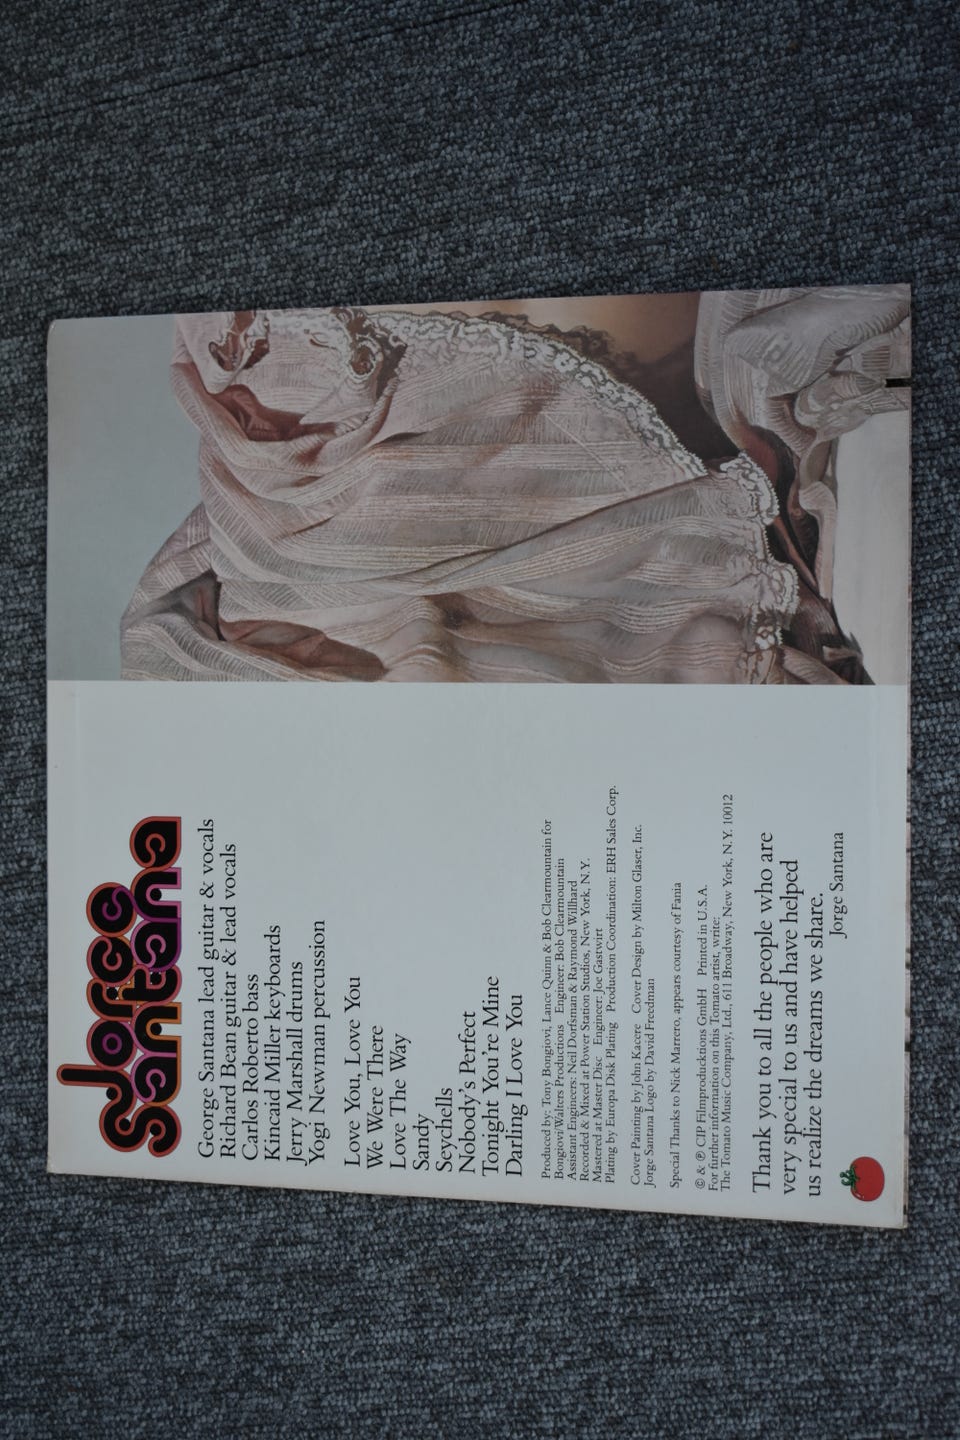 Jorge
Santana
George Santana lead guitar & vocals
Richard Bean guitar & lead vocals
Carlos Roberto bass
Kincaid Miller keyboards
Jerry Marshall drums
Yogi Newman percussion
Love You, Love You
We Were There
Love The Way
Sandy
Seychells
Nobody's Perfect
Tonight You're Mine
Darling I Love You
Produced by: Tony Bongiovi, Lance Quinn & Bob Clearmountain for
Bongiovi/Walters Productions Engineer: Bob Clearmountain
Assistant Engineers: Neil Dorfsman & Raymond Willhard
Recorded & Mixed at Power Station Studios, New York, N.Y.
Mastered at Master Disc Engineer: Joe Gastwirt
Plating by Europa Disk Plating Production Coordination: ERH Sales Corp.
Cover Painting by John Kacere Cover Design by Milton Glaser, Inc.
Jorge Santana Logo by David Freedman
Special Thanks to Nick Marrero, appears courtesy of Fania
© & ℗ CIP Filmproducktions GmbH Printed in U.S.A.
For further information on this Tomato artist, write:
The Tomato Music Company, Ltd., 611 Broadway, New York, N.Y. 10012
Thank you to all the people who are
very special to us and have helped
us realize the dreams we share.
Jorge Santana